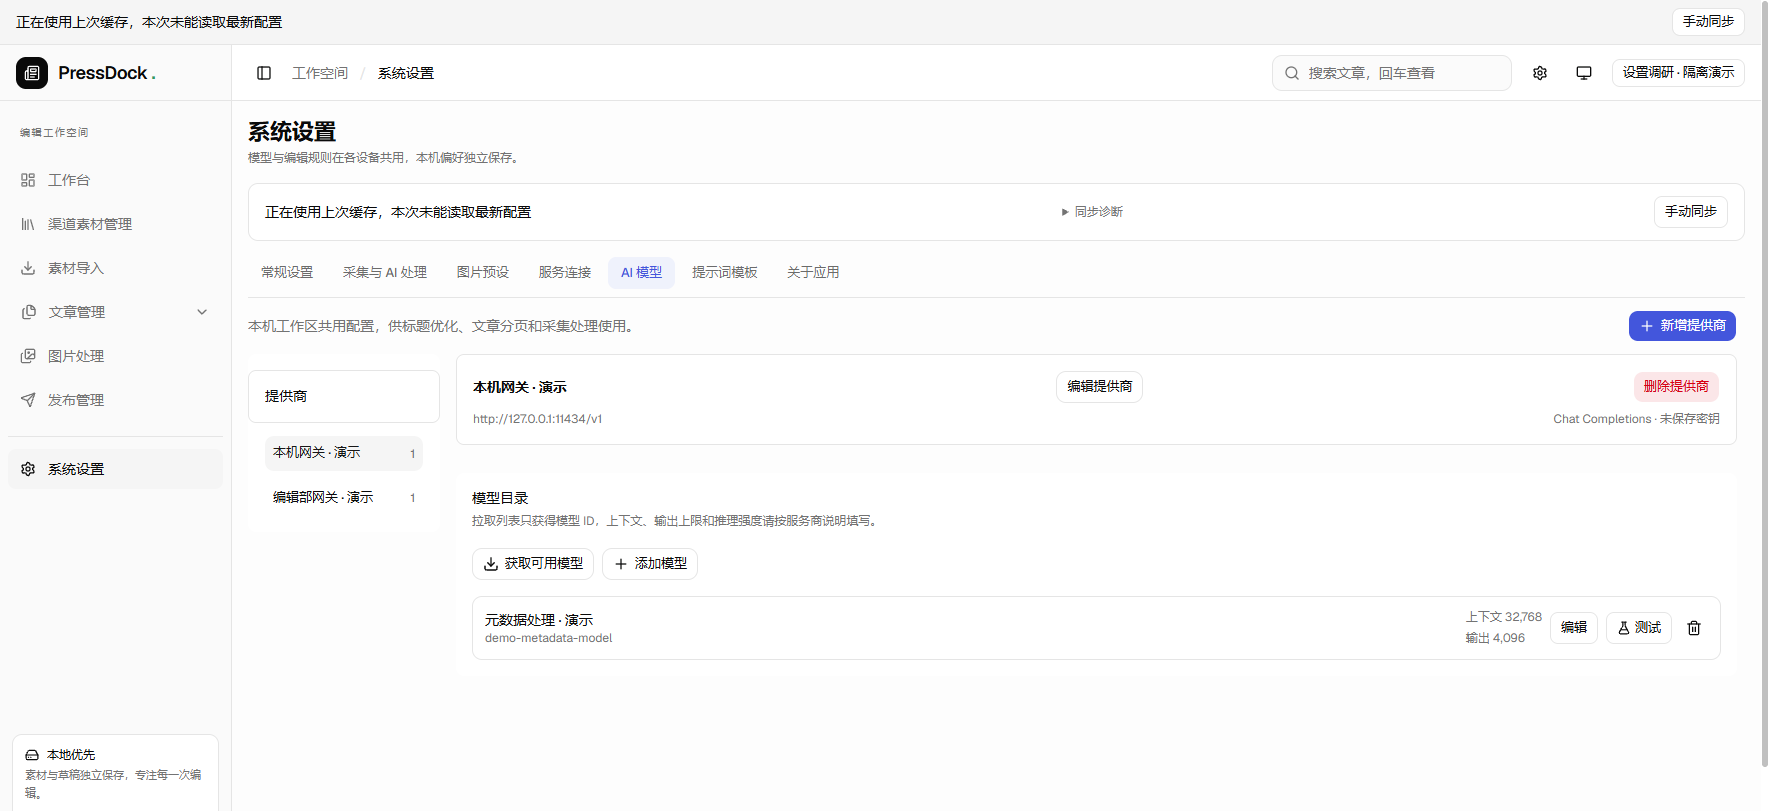 正在使用上次缓存，本次未能读取最新配置
手动同步
PressDock.
工作空间 / 系统设置
搜索文章，回车查看
设置调研 · 隔离演示
编辑工作空间
工作台
渠道素材管理
素材导入
文章管理
图片处理
发布管理
系统设置
本地优先
素材与草稿独立保存，专注每一次编
辑。
系统设置
模型与编辑规则在各设备共用，本机偏好独立保存。
正在使用上次缓存，本次未能读取最新配置
同步诊断
手动同步
常规设置 采集与 AI 处理 图片预设 服务连接 AI 模型 提示词模板 关于应用
本机工作区共用配置，供标题优化、文章分页和采集处理使用。
新增提供商
提供商
本机网关 · 演示 1
编辑部网关 · 演示 1
本机网关 · 演示
编辑提供商
删除提供商
http://127.0.0.1:11434/v1
Chat Completions · 未保存密钥
模型目录
拉取列表只获得模型 ID，上下文、输出上限和推理强度请按服务商说明填写。
获取可用模型
添加模型
元数据处理 · 演示
demo-metadata-model
上下文 32,768
输出 4,096
编辑
测试